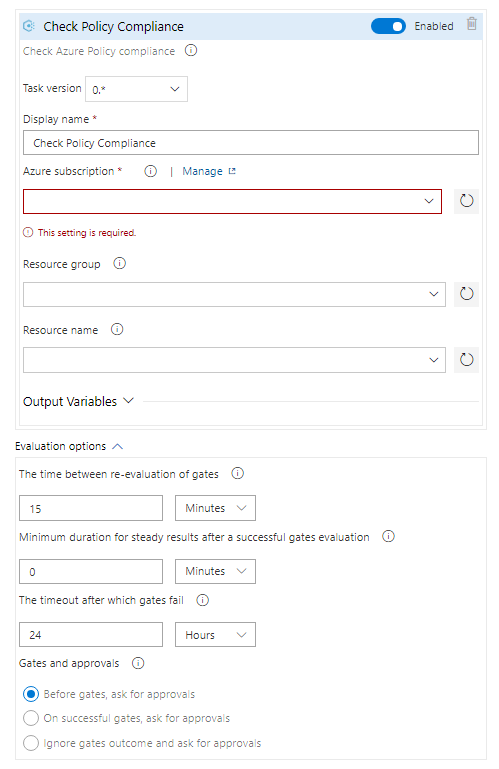 Check Policy Compliance Enabled
Check Azure Policy compliance
Task version 0.*
Display name *
Check Policy Compliance
Azure subscription * | Manage
This setting is required.
Resource group
Resource name
Output Variables
Evaluation options
The time between re-evaluation of gates
15 Minutes
Minimum duration for steady results after a successful gates evaluation
0 Minutes
The timeout after which gates fail
24 Hours
Gates and approvals
Before gates, ask for approvals
On successful gates, ask for approvals
Ignore gates outcome and ask for approvals